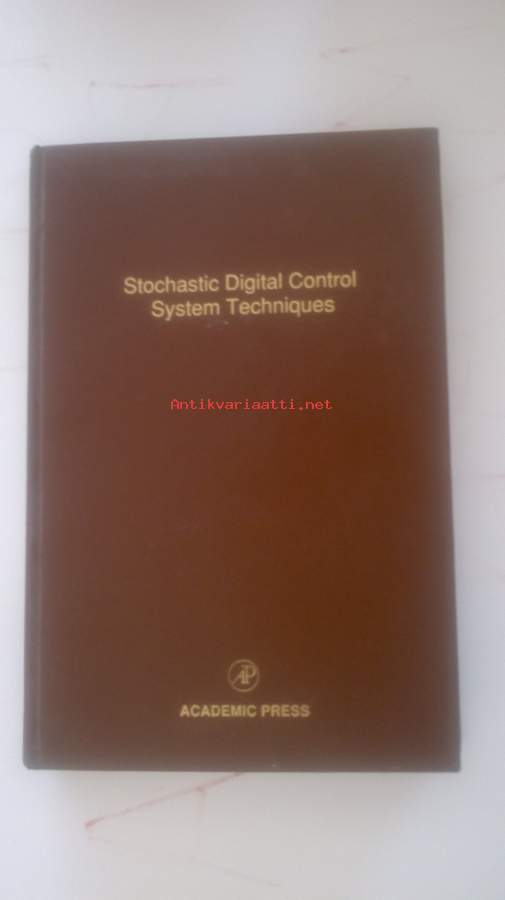 Stochastic Digital Control
System Techniques
Antikvariaatti.net
AP
ACADEMIC PRESS